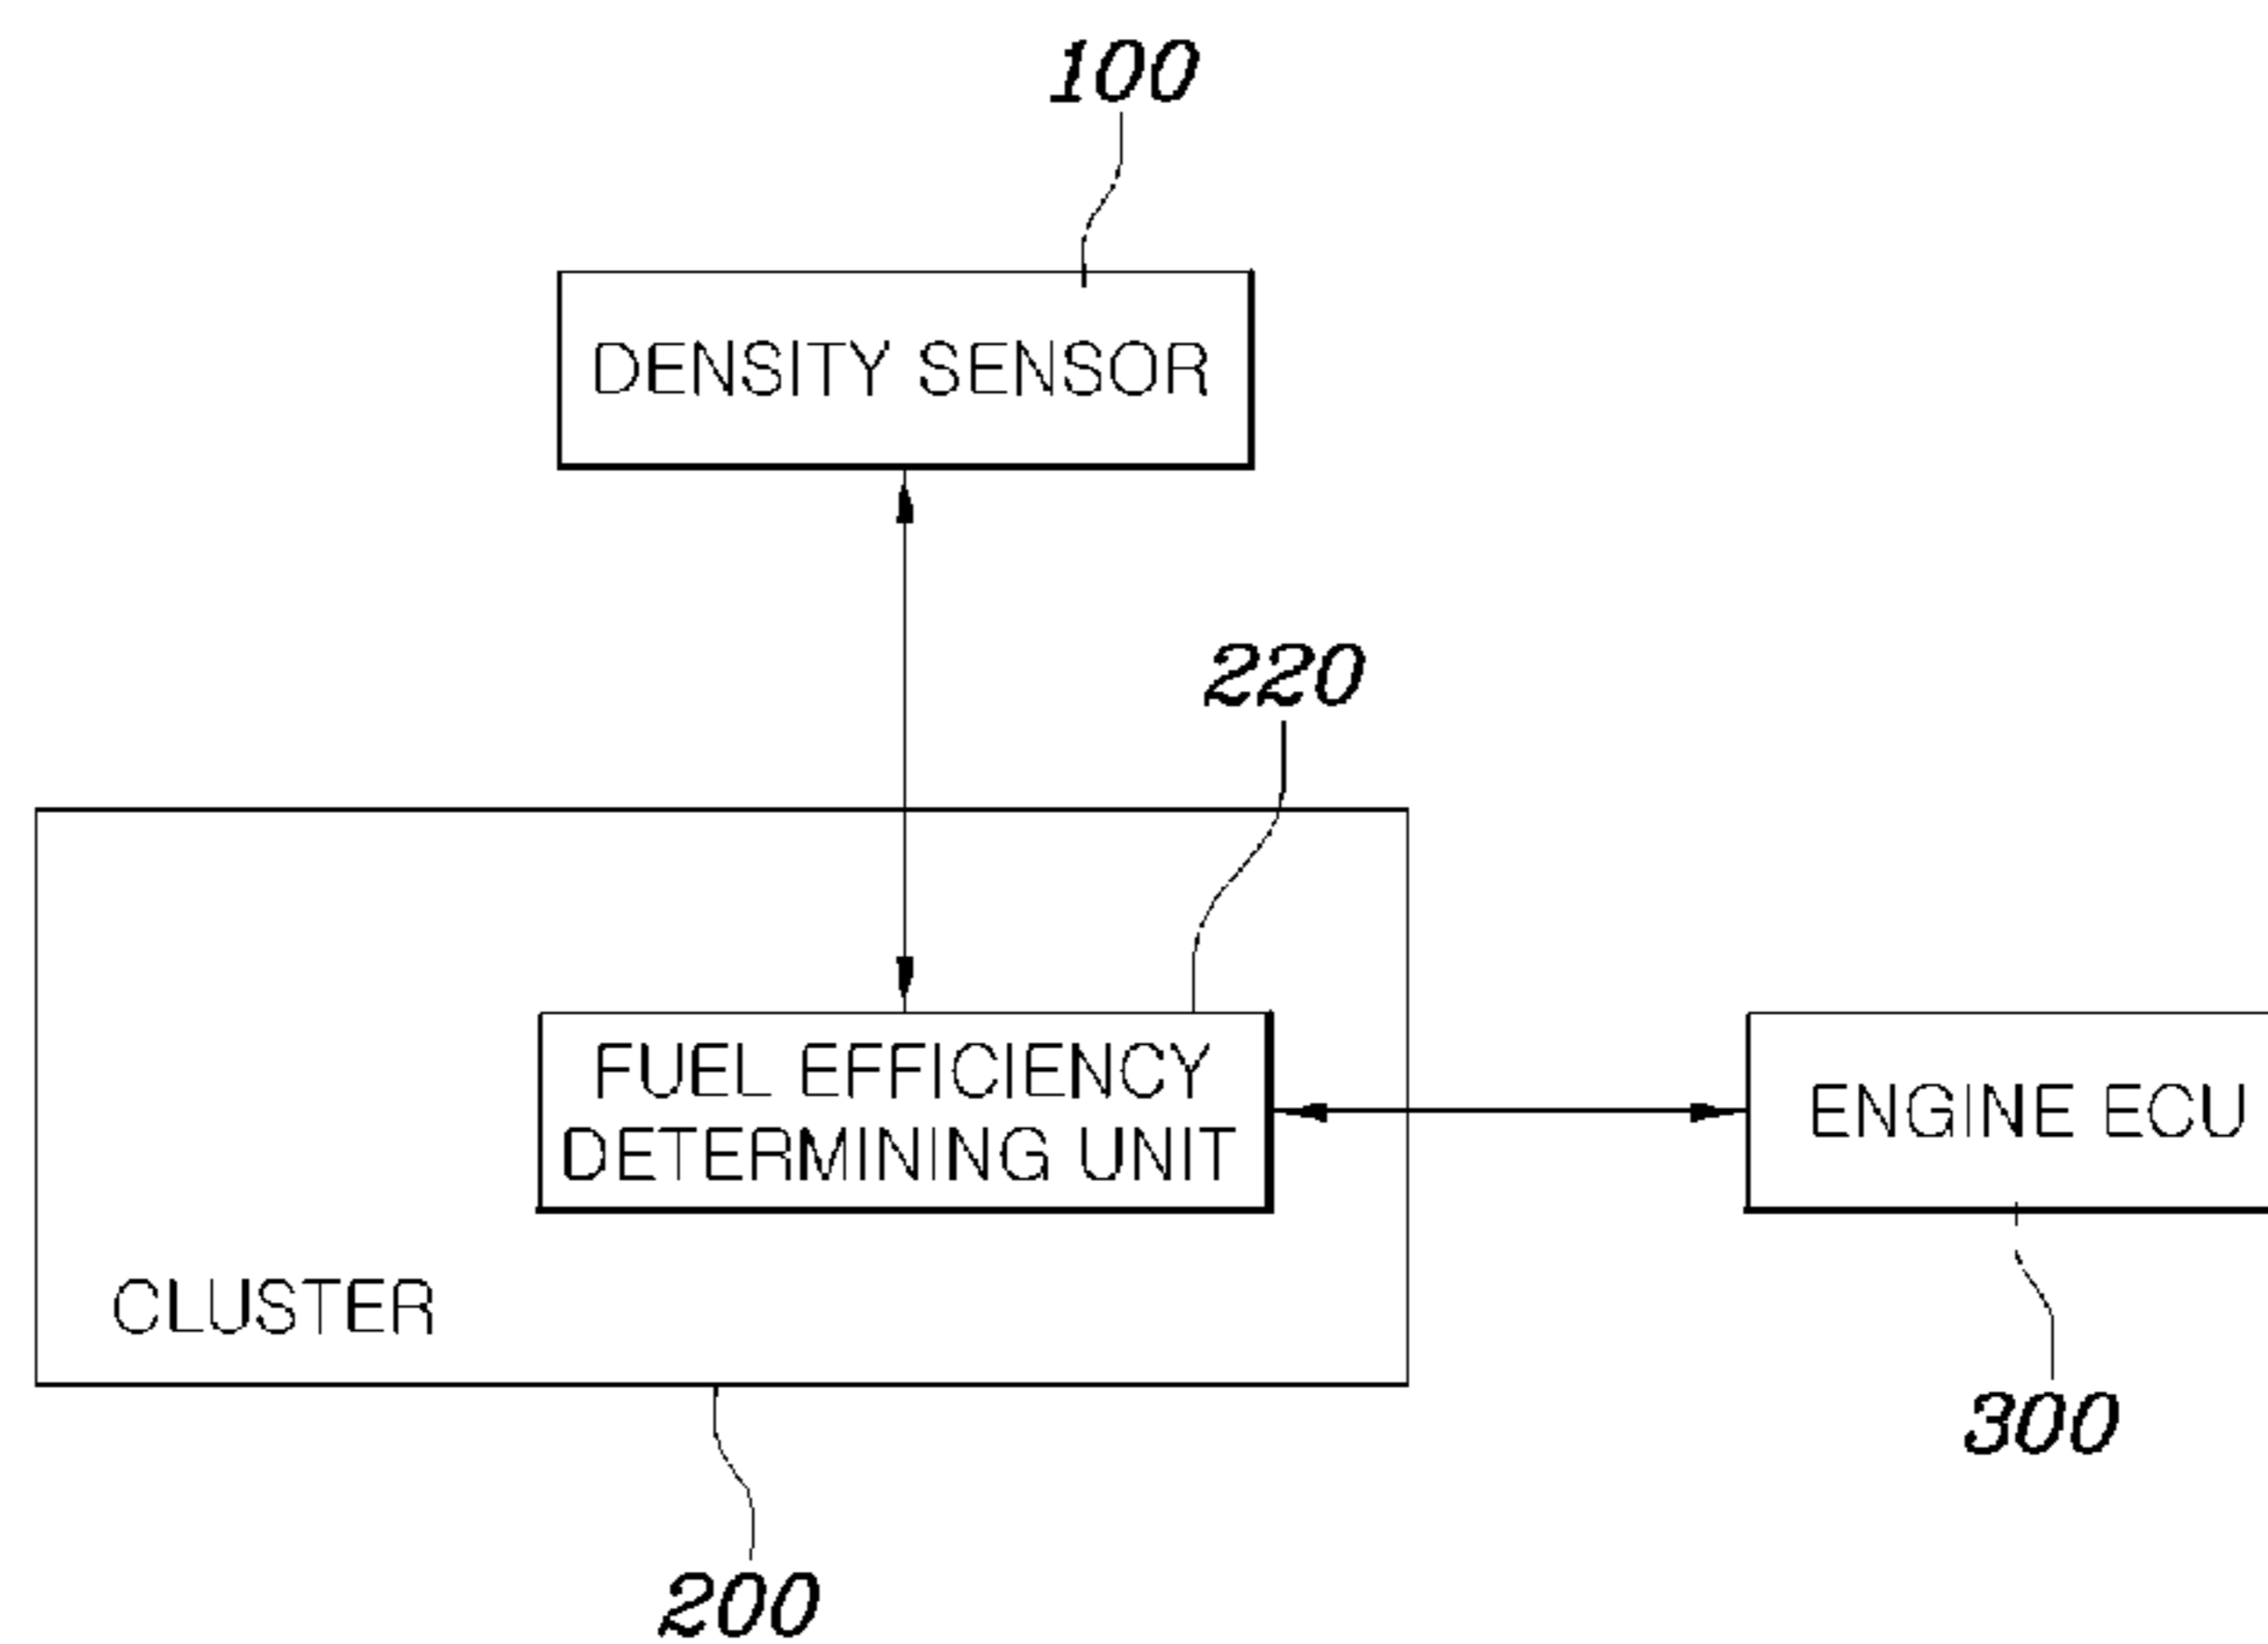 100
DENSITY SENSOR
220
FUEL EFFICIENCY
DETERMINING UNIT
ENGINE ECU
CLUSTER
300
200